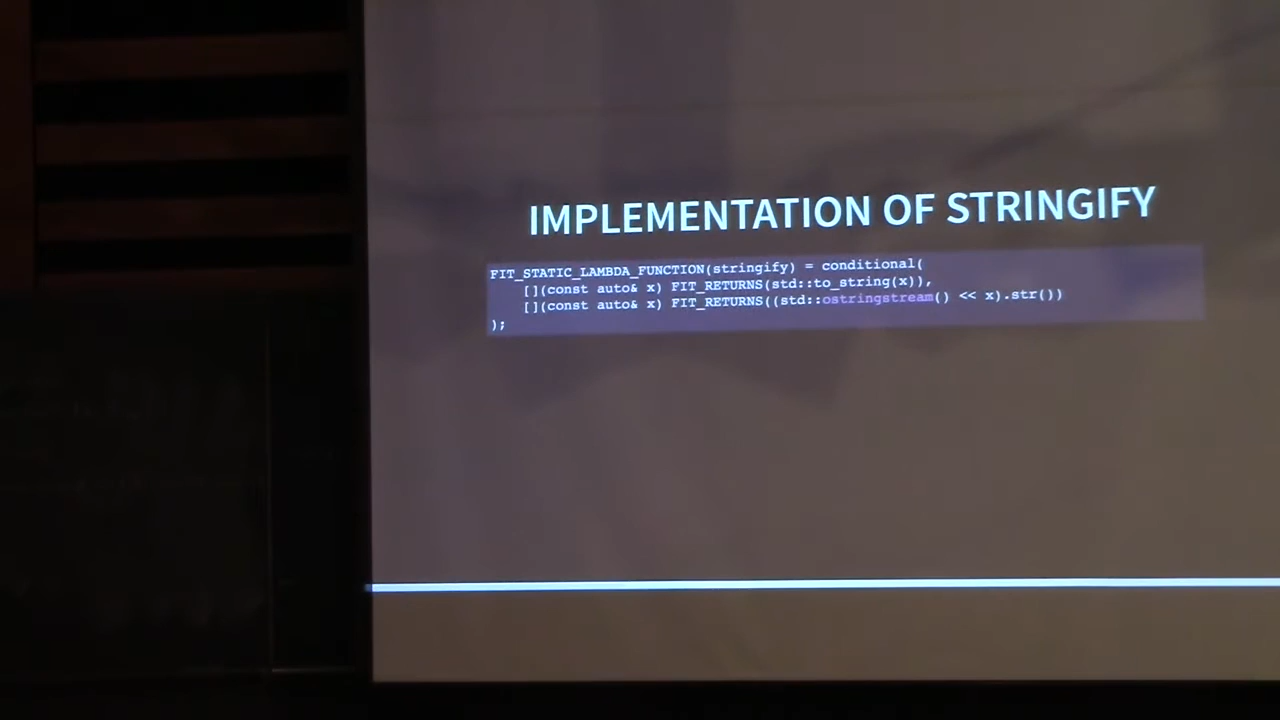 IMPLEMENTATION OF STRINGIFY
FIT_STATIC_LAMBDA_FUNCTION(stringify) = conditional(
[](const auto& x) FIT_RETURNS(std::to_string(x)),
[](const auto& x) FIT_RETURNS((std::ostringstream() << x).str())
);